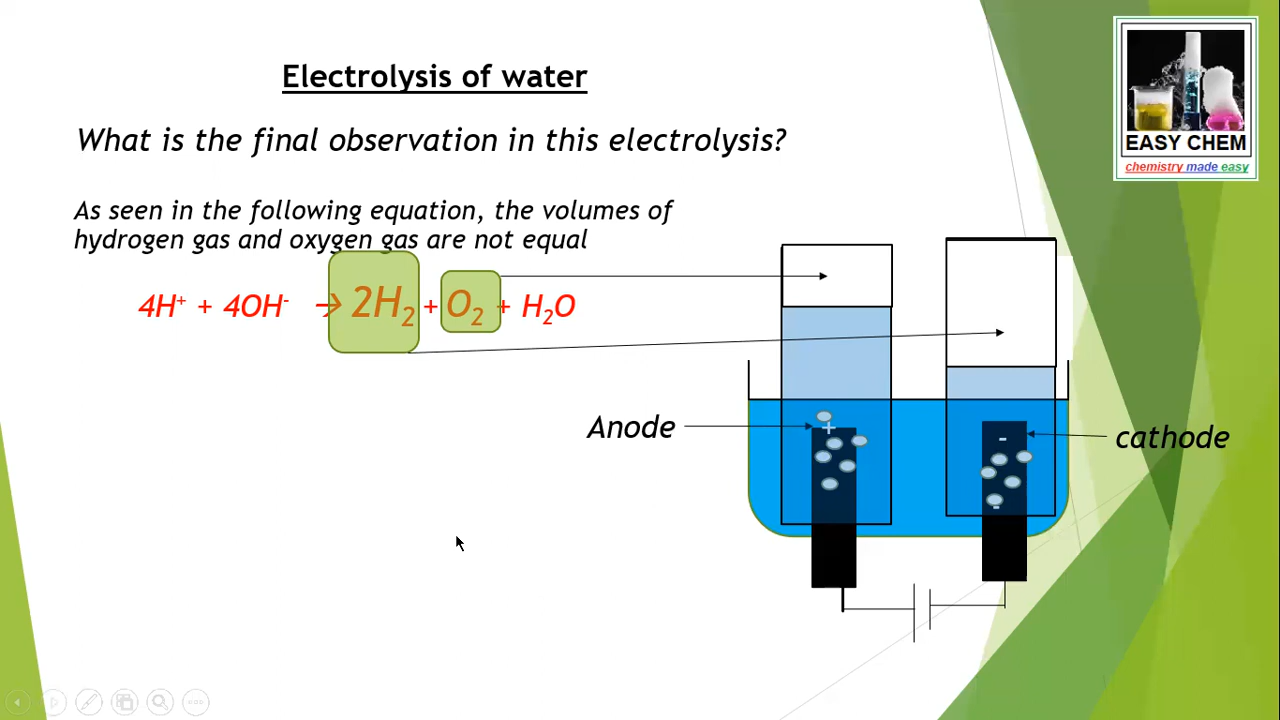 Electrolysis of water
What is the final observation in this electrolysis?
As seen in the following equation, the volumes of
hydrogen gas and oxygen gas are not equal
4H⁺ + 4OH⁻ → 2H₂ + O₂ + H₂O
Anode
+
-
-
cathode
EASY CHEM
chemistry made easy